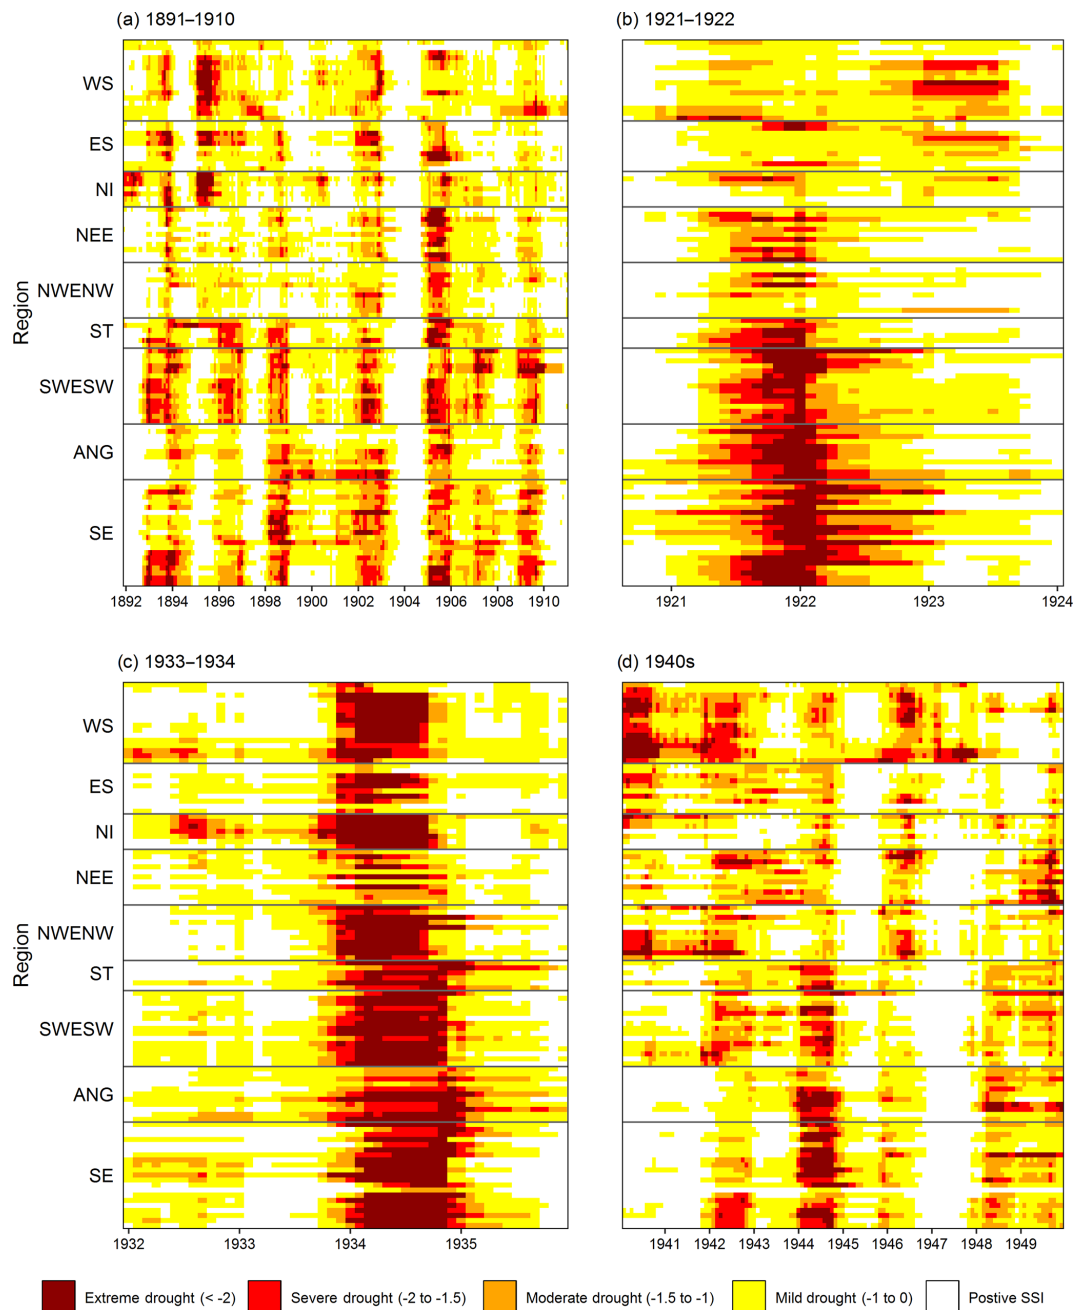 (a) 1891–1910
(b) 1921–1922
WS
ES
NI
NEE
NWENW
ST
SWESW
ANG
SE
Region
1892 1894 1896 1898 1900 1902 1904 1906 1908 1910
1921 1922 1923 1924
(c) 1933–1934
(d) 1940s
WS
ES
NI
NEE
NWENW
ST
SWESW
ANG
SE
Region
1932 1933 1934 1935
1941 1942 1943 1944 1945 1946 1947 1948 1949
Extreme drought (< -2) Severe drought (-2 to -1.5) Moderate drought (-1.5 to -1) Mild drought (-1 to 0) Postive SSI